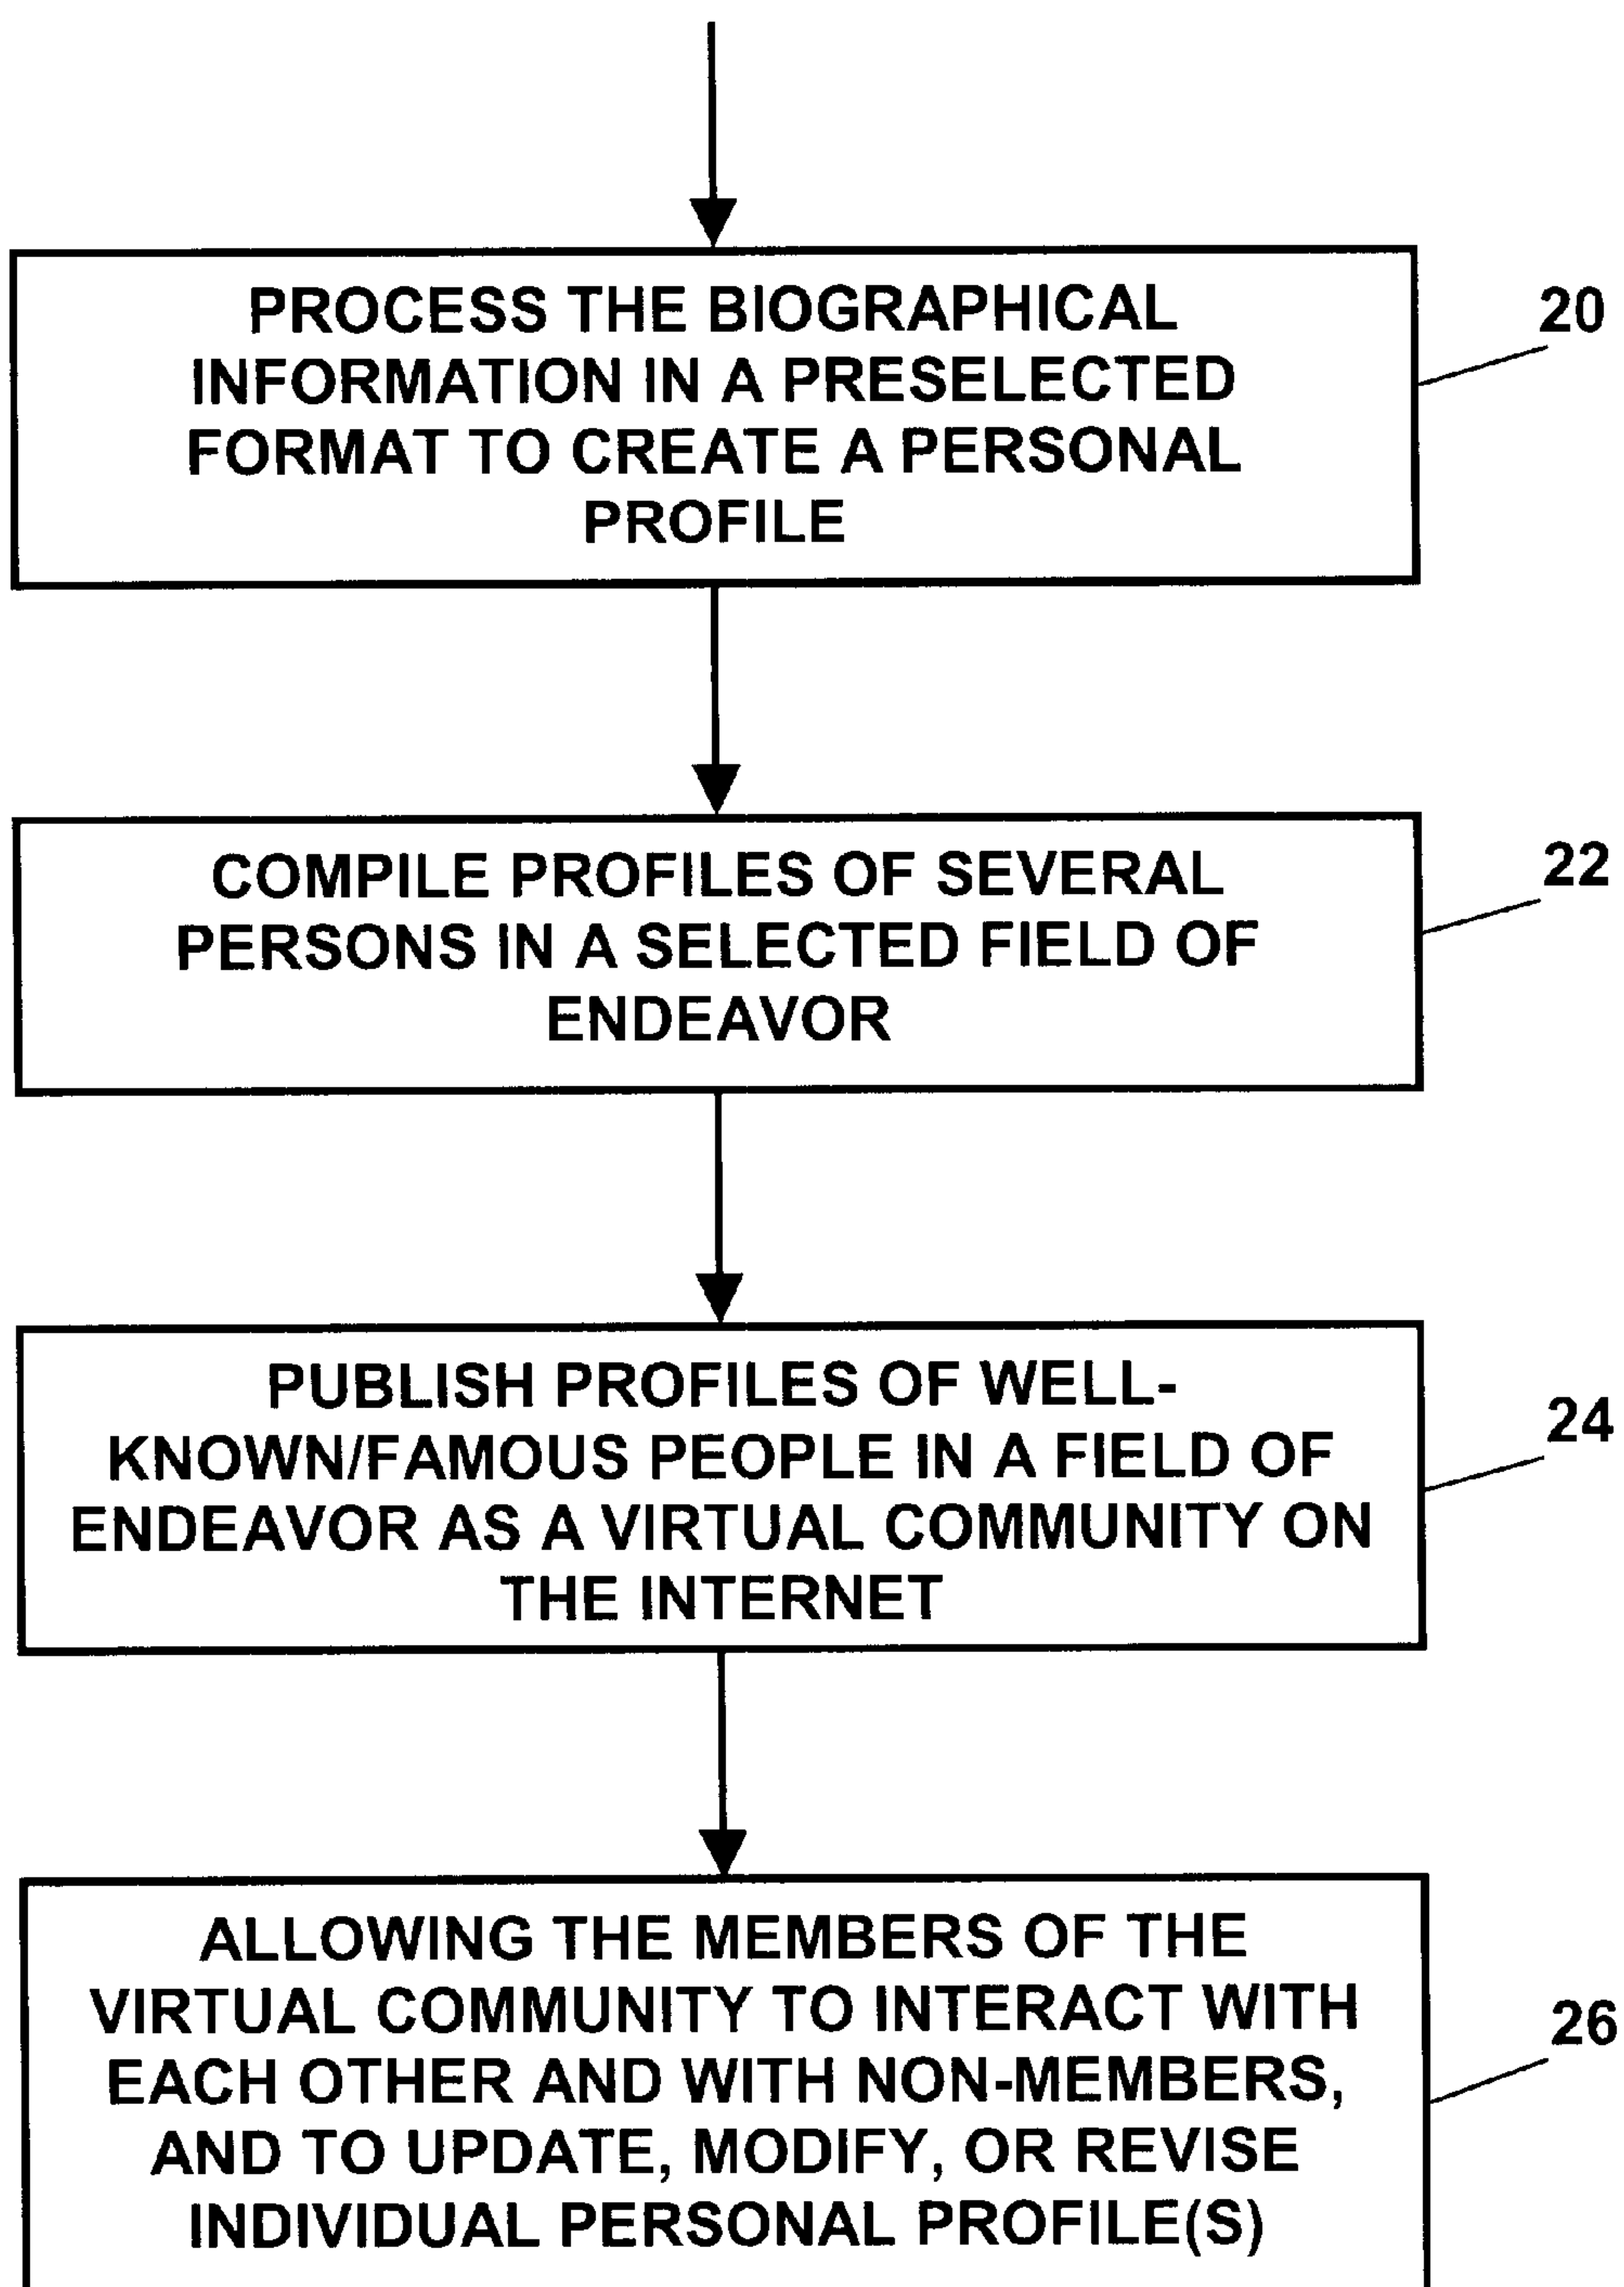 PROCESS THE BIOGRAPHICAL
INFORMATION IN A PRESELECTED
FORMAT TO CREATE A PERSONAL
PROFILE
20
COMPILE PROFILES OF SEVERAL
PERSONS IN A SELECTED FIELD OF
ENDEAVOR
22
PUBLISH PROFILES OF WELL-
KNOWN/FAMOUS PEOPLE IN A FIELD OF
ENDEAVOR AS A VIRTUAL COMMUNITY ON
THE INTERNET
24
ALLOWING THE MEMBERS OF THE
VIRTUAL COMMUNITY TO INTERACT WITH
EACH OTHER AND WITH NON-MEMBERS,
AND TO UPDATE, MODIFY, OR REVISE
INDIVIDUAL PERSONAL PROFILE(S)
26